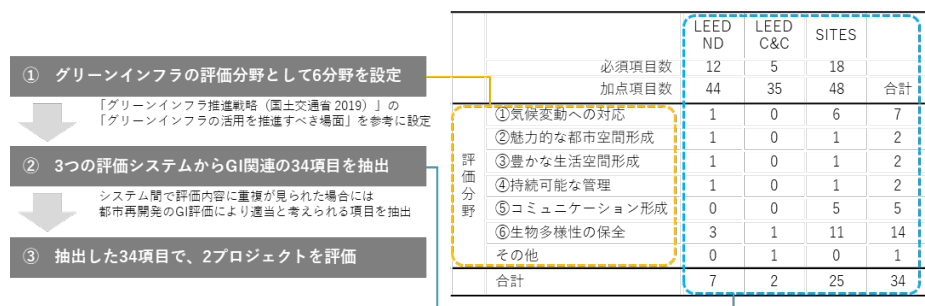 ① グリーンインフラの評価分野として6分野を設定
「グリーンインフラ推進戦略（国土交通省 2019）」の
「グリーンインフラの活用を推進すべき場面」を参考に設定
② 3つの評価システムからGI関連の34項目を抽出
システム間で評価内容に重複が見られた場合には
都市再開発のGI評価により適当と考えられる項目を抽出
③ 抽出した34項目で、2プロジェクトを評価
LEED ND LEED C&C SITES
必須項目数 12 5 18
加点項目数 44 35 48 合計
評価分野
①気候変動への対応 1 0 6 7
②魅力的な都市空間形成 1 0 1 2
③豊かな生活空間形成 1 0 1 2
④持続可能な管理 1 0 1 2
⑤コミュニケーション形成 0 0 5 5
⑥生物多様性の保全 3 1 11 14
その他 0 1 0 1
合計 7 2 25 34